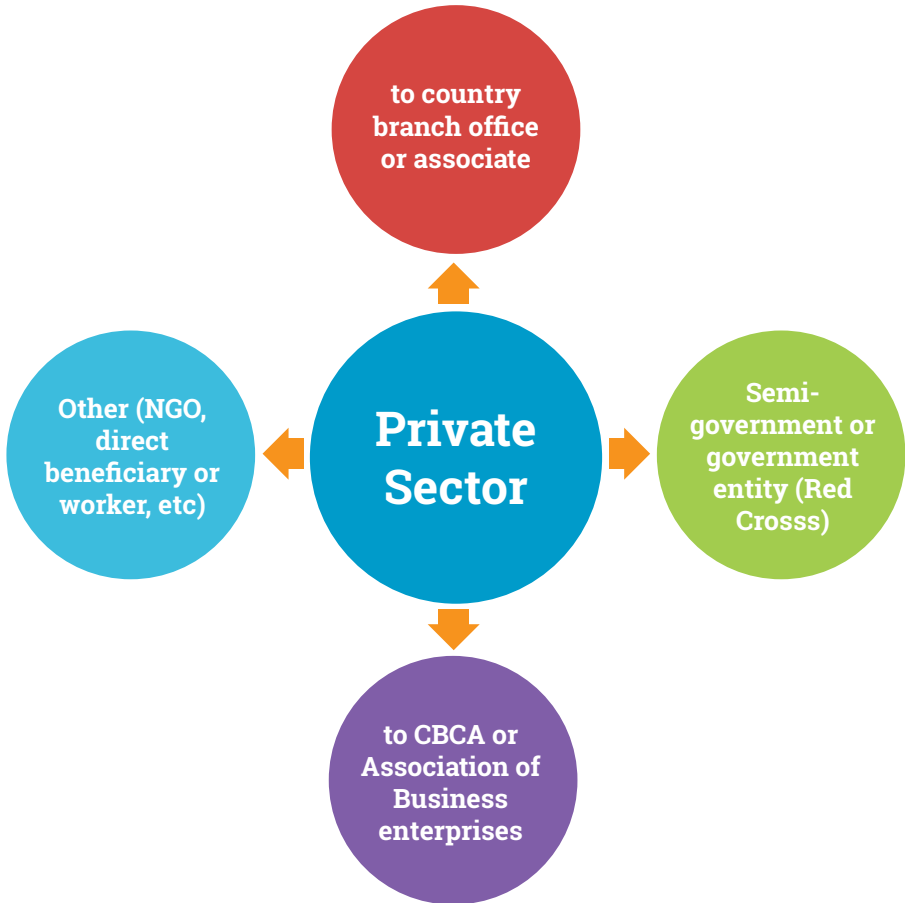 to country
branch office
or associate
Other (NGO,
direct
beneficiary or
worker, etc)
Private
Sector
Semi-
government or
government
entity (Red
Crosss)
to CBCA or
Association of
Business
enterprises